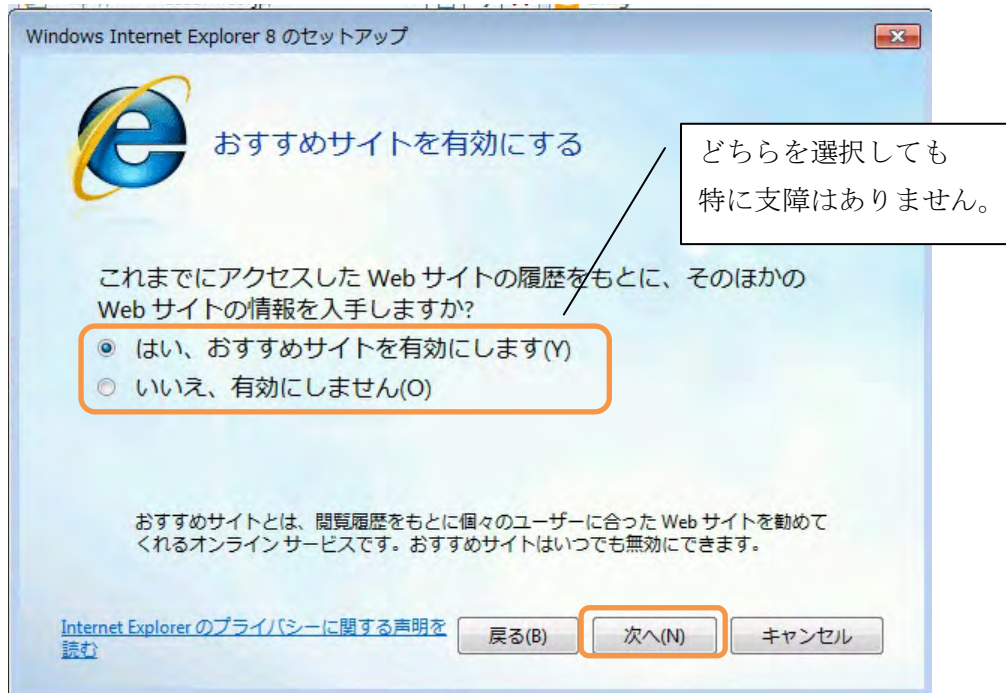 Windows Internet Explorer 8 のセットアップ
おすすめサイトを有効にする
どちらを選択しても
特に支障はありません。
これまでにアクセスした Web サイトの履歴をもとに、そのほかの
Web サイトの情報を入手しますか?
はい、おすすめサイトを有効にします(Y)
いいえ、有効にしません(O)
おすすめサイトとは、閲覧履歴をもとに個々のユーザーに合った Web サイトを勧めて
くれるオンライン サービスです。おすすめサイトはいつでも無効にできます。
Internet Explorer のプライバシーに関する声明を
読む
戻る(B)
次へ(N)
キャンセル